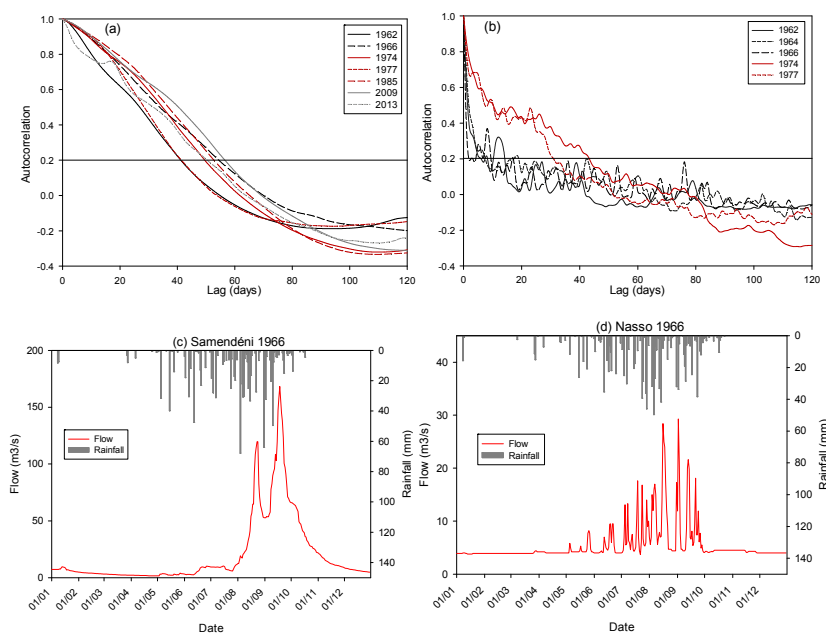 (a)
1.0
0.8
0.6
0.4
0.2
0.0
-0.2
-0.4
Autocorrelation
0 20 40 60 80 100 120
Lag (days)
1962
1966
1974
1977
1985
2009
2013
(b)
1.0
0.8
0.6
0.4
0.2
0.0
-0.2
-0.4
Autocorrelation
0 20 40 60 80 100 120
Lag (days)
1962
1964
1966
1974
1977
(c) Samendéni 1966
200
150
100
50
0
Flow (m3/s)
0
20
40
60
80
100
120
140
Rainfall (mm)
Flow
Rainfall
01/01 01/02 01/03 01/04 01/05 01/06 01/07 01/08 01/09 01/10 01/11 01/12
Date
(d) Nasso 1966
40
30
20
10
0
Flow (m3/s)
0
20
40
60
80
100
120
140
Rainfall (mm)
Flow
Rainfall
01/01 01/02 01/03 01/04 01/05 01/06 01/07 01/08 01/09 01/10 01/11 01/12
Date